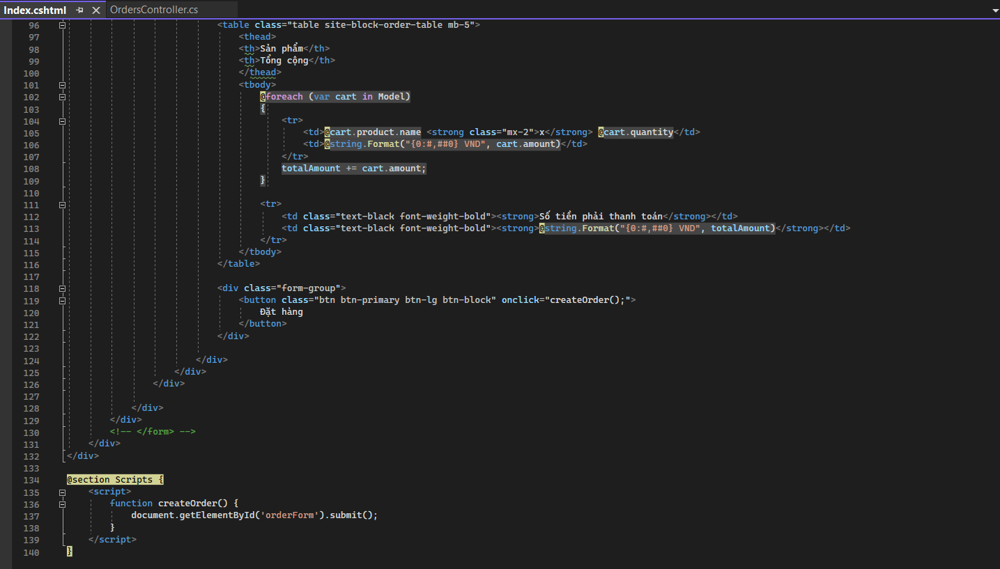 Index.cshtml OrdersController.cs
96 <table class="table site-block-order-table mb-5">
97 <thead>
98 <th>Sản phẩm</th>
99 <th>Tổng cộng</th>
100 </thead>
101 <tbody>
102 @foreach (var cart in Model)
103 {
104 <tr>
105 <td>@cart.product.name <strong class="mx-2">x</strong> @cart.quantity</td>
106 <td>@string.Format("{0:#,##0} VND", cart.amount)</td>
107 </tr>
108 totalAmount += cart.amount;
109 }
110
111 <tr>
112 <td class="text-black font-weight-bold"><strong>Số tiền phải thanh toán</strong></td>
113 <td class="text-black font-weight-bold"><strong>@string.Format("{0:#,##0} VND", totalAmount)</strong></td>
114 </tr>
115 </tbody>
116 </table>
117
118 <div class="form-group">
119 <button class="btn btn-primary btn-lg btn-block" onclick="createOrder();">
120 Đặt hàng
121 </button>
122 </div>
123
124 </div>
125 </div>
126 </div>
127
128 </div>
129 </div>
130 <!-- </form> -->
131 </div>
132 </div>
133
134 @section Scripts {
135 <script>
136 function createOrder() {
137 document.getElementById('orderForm').submit();
138 }
139 </script>
140 }